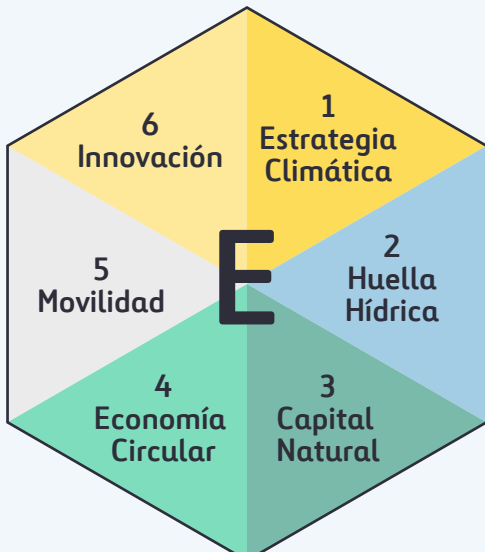 1
Estrategia
Climática
2
Huella
Hídrica
3
Capital
Natural
4
Economía
Circular
5
Movilidad
6
Innovación
E